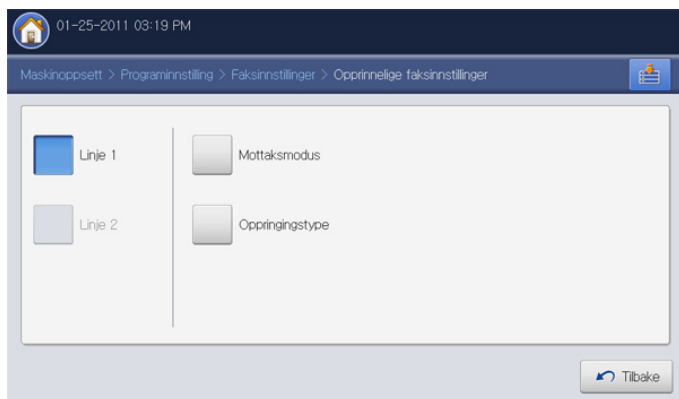 01-25-2011 03:19 PM
Maskinoppsett > Programinnstilling > Faksinnstillinger > Opprinnelige faksinnstillinger
Linje 1
Mottaksmodus
Linje 2
Oppringingstype
Tilbake